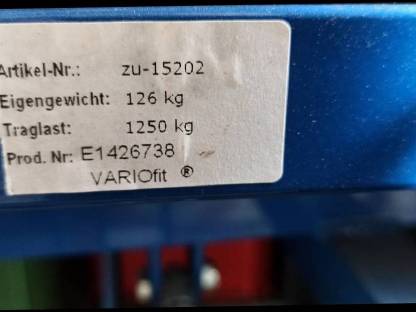 Artikel-Nr.: zu-15202
Eigengewicht: 126 kg
Traglast: 1250 kg
Prod. Nr: E1426738
VARIOfit ®